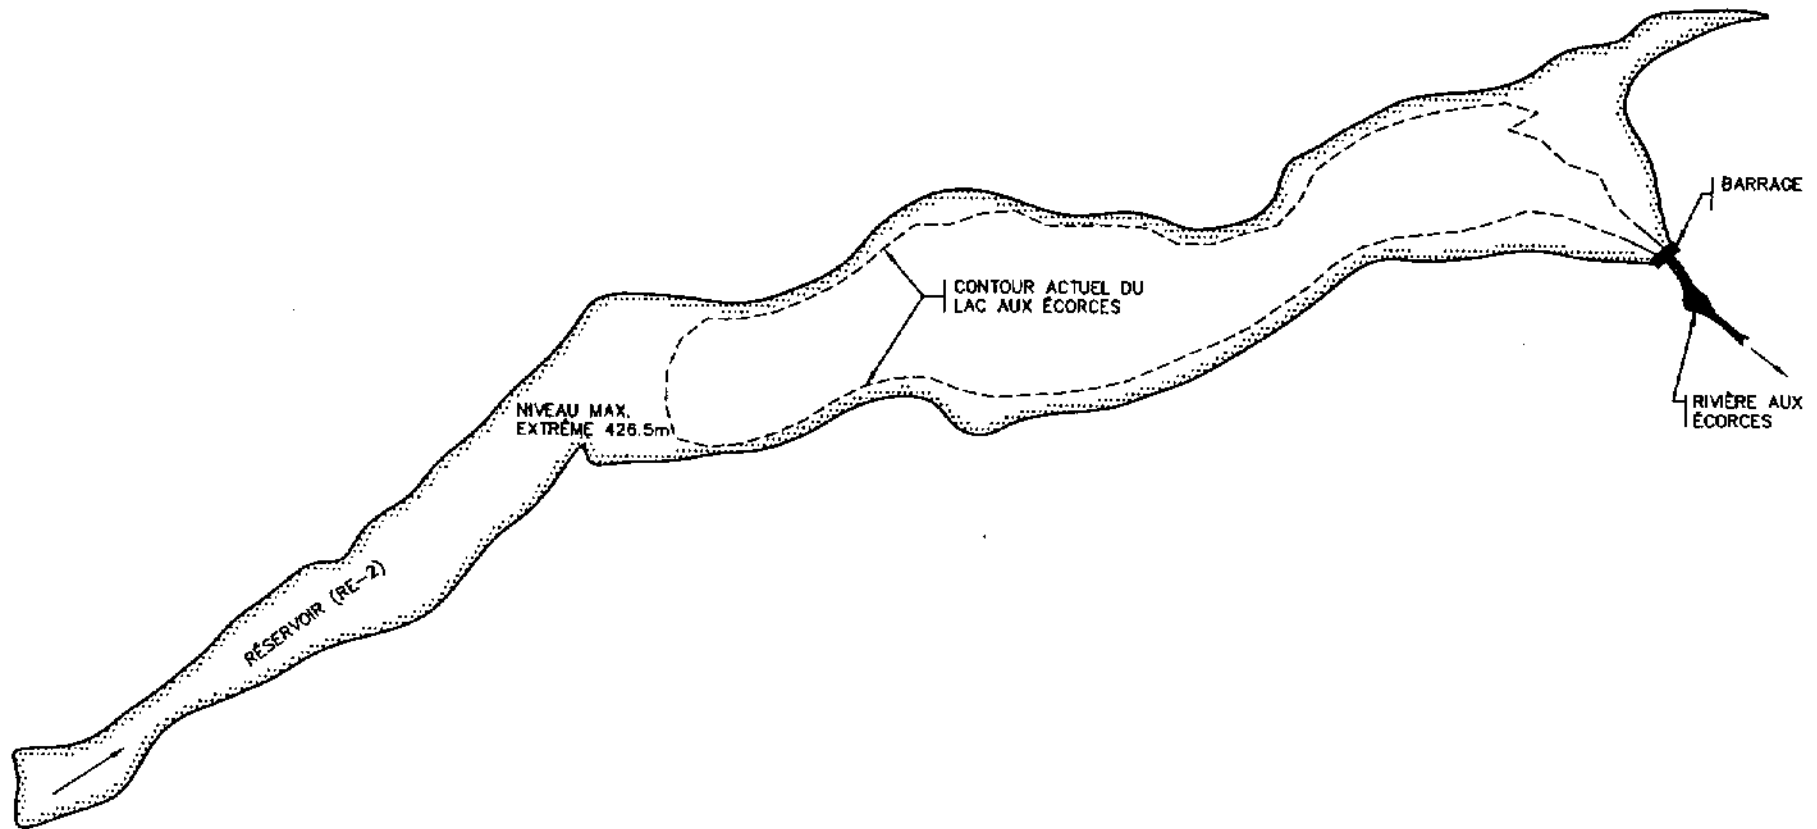 BARRAGE
CONTOUR ACTUEL DU
LAC AUX ÉCORCES
RIVIÈRE AUX
ÉCORCES
NIVEAU MAX.
EXTRÊME 426.5m
RÉSERVOIR (RE-2)